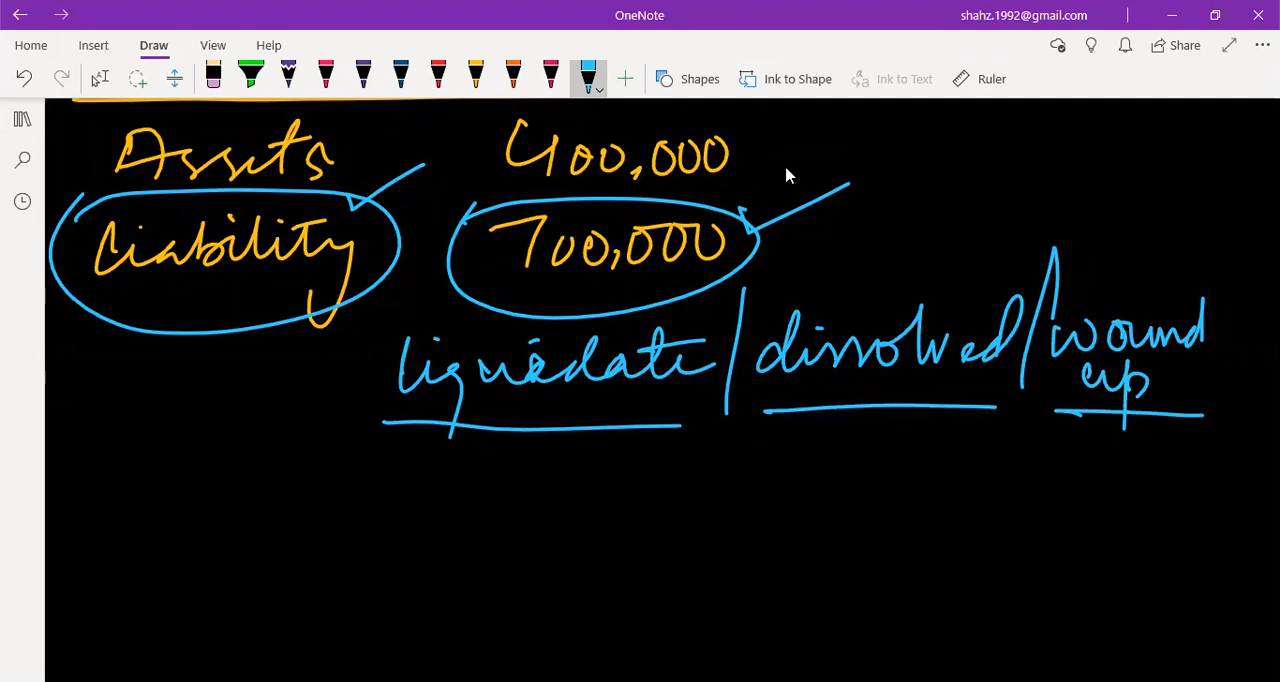 OneNote
shahz.1992@gmail.com
Home Insert Draw View Help
Share
Shapes Ink to Shape Ink to Text Ruler
Assets 400,000
Liability 700,000
liquidate / dissolved / wound
up